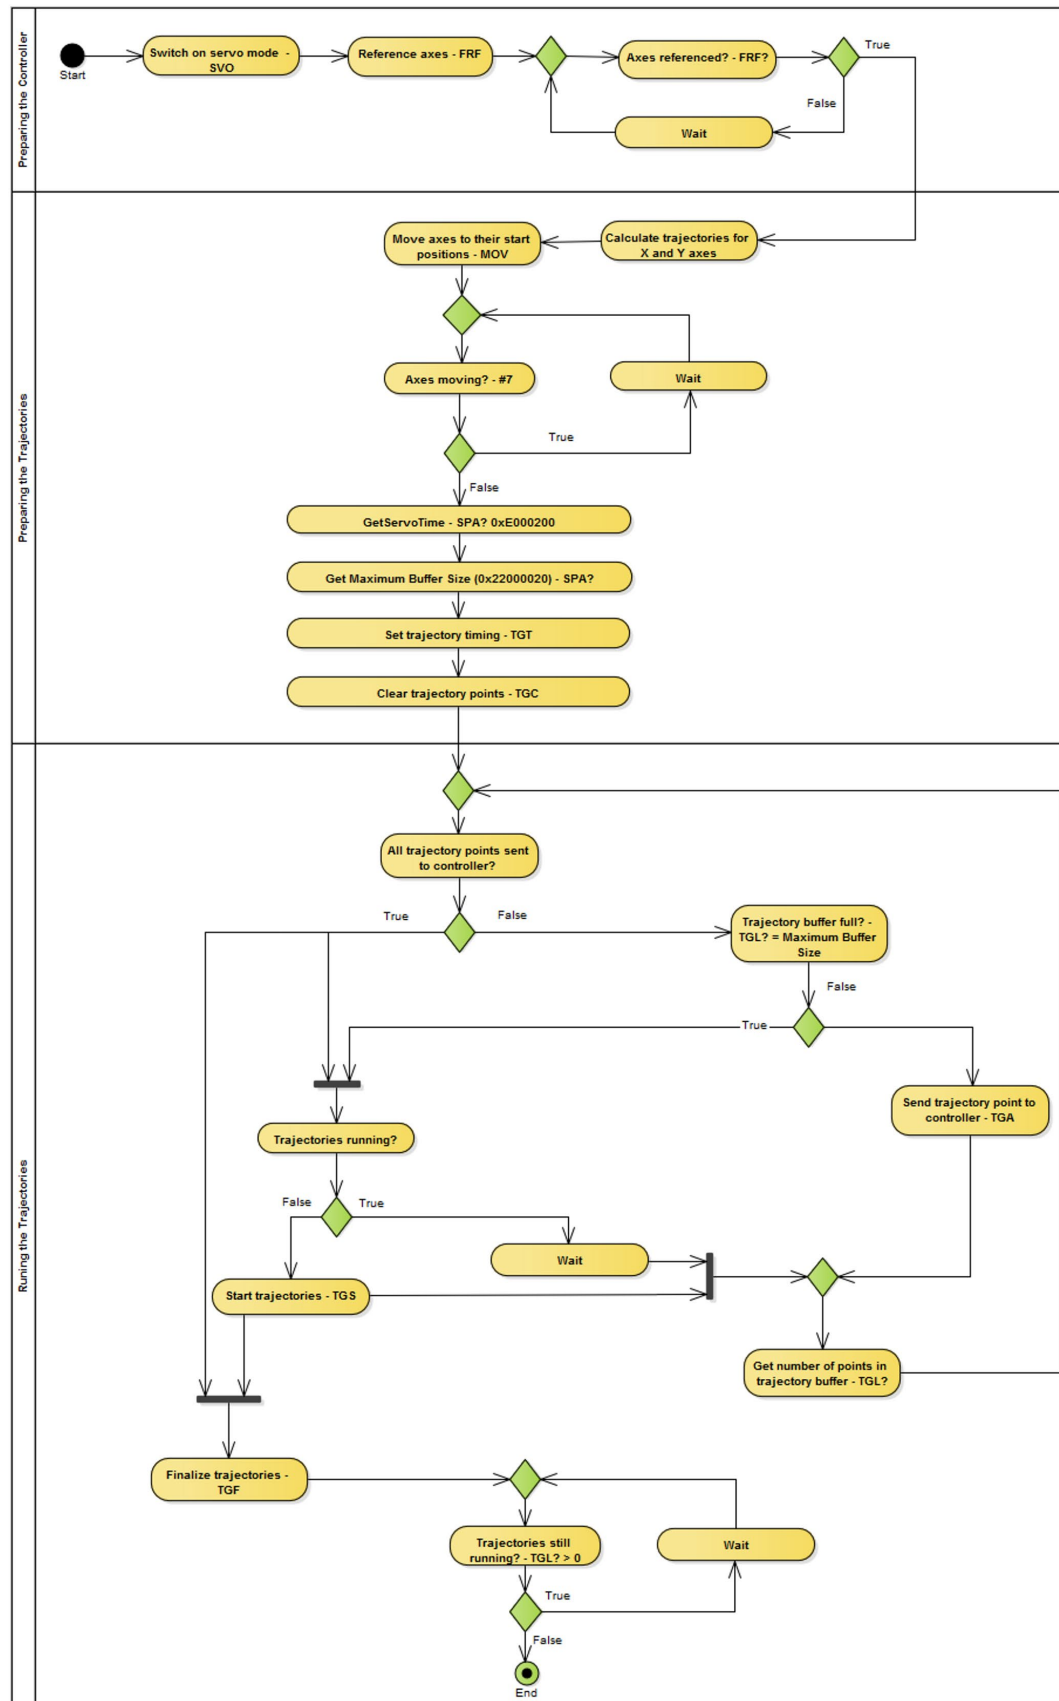 Preparing the Controller
Start
Switch on servo mode -
SVO
Reference axes - FRF
Axes referenced? - FRF?
True
False
Wait
Preparing the Trajectories
Move axes to their start
positions - MOV
Calculate trajectories for
X and Y axes
Axes moving? - #7
Wait
True
False
GetServoTime - SPA? 0xE000200
Get Maximum Buffer Size (0x22000020) - SPA?
Set trajectory timing - TGT
Clear trajectory points - TGC
Runing the Trajectories
All trajectory points sent
to controller?
True
False
Trajectory buffer full? -
TGL? = Maximum Buffer
Size
False
True
Send trajectory point to
controller - TGA
Trajectories running?
False
True
Wait
Start trajectories - TGS
Get number of points in
trajectory buffer - TGL?
Finalize trajectories -
TGF
Trajectories still
running? - TGL? > 0
Wait
True
False
End